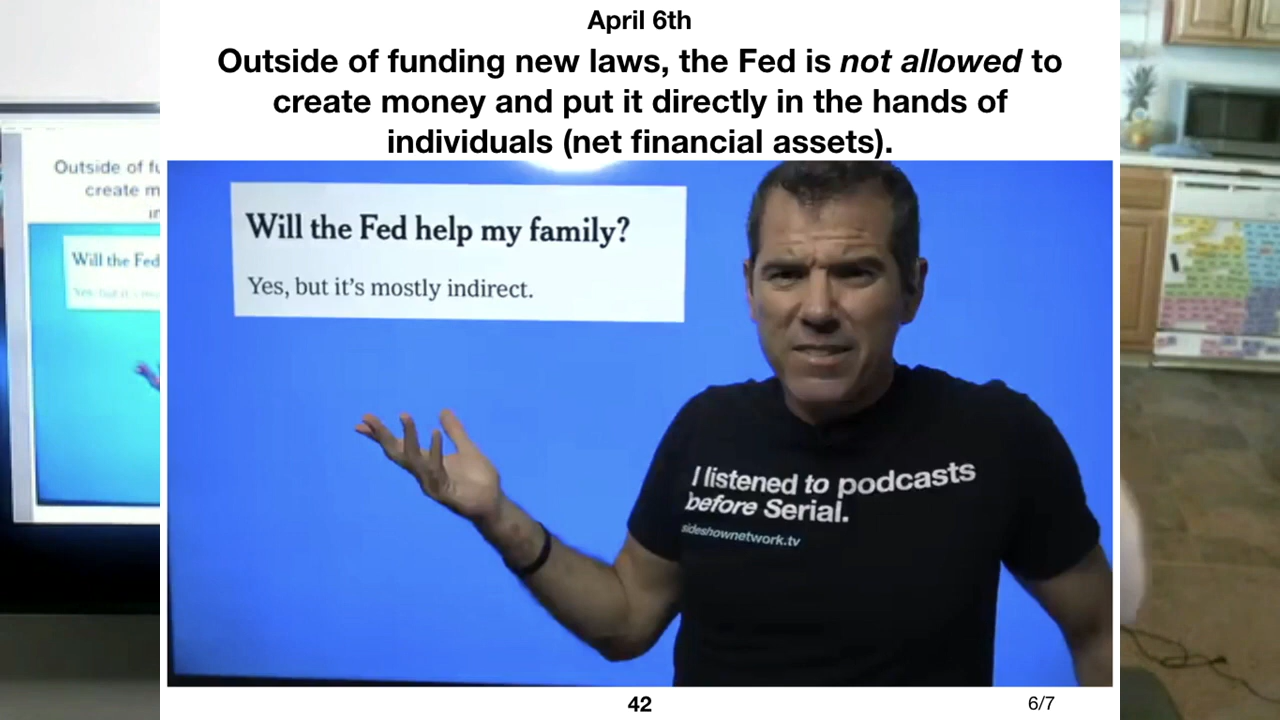 April 6th
Outside of funding new laws, the Fed is not allowed to
create money and put it directly in the hands of
individuals (net financial assets).
Outside of
create m
Will the Fed
Will the Fed help my family?
Yes, but it's mostly indirect.
I listened to podcasts
before Serial.
sideshownetwork.tv
42
6/7